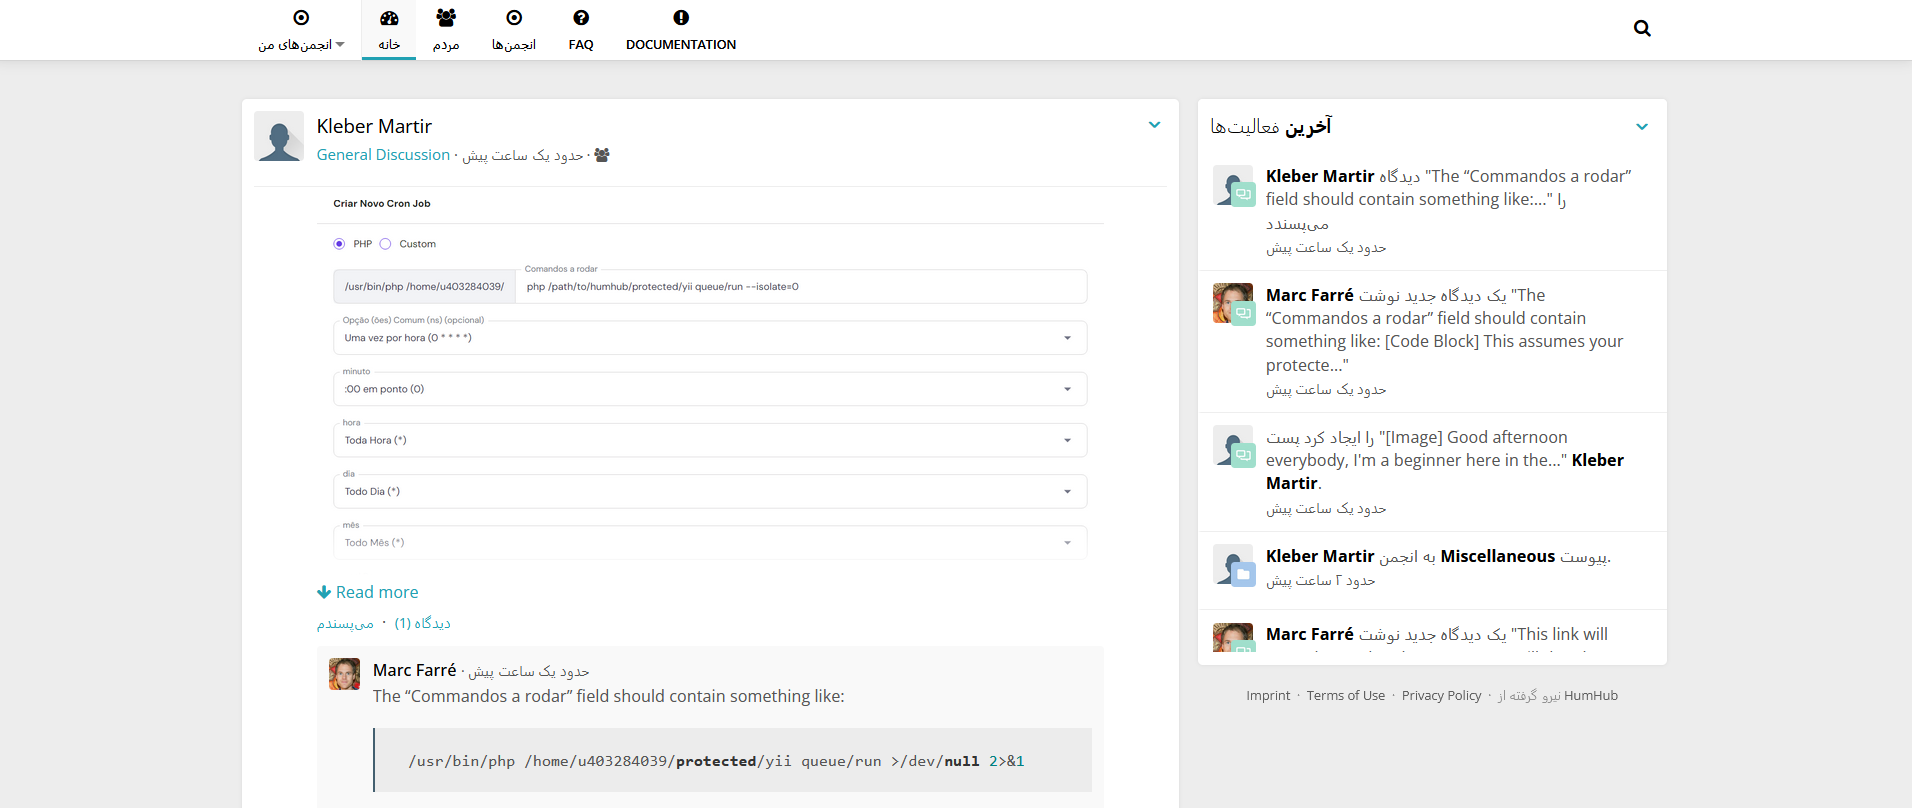 انجمن‌های من
خانه
مردم
انجمن‌ها
FAQ
DOCUMENTATION
Kleber Martir
General Discussion · حدود یک ساعت پیش ·
Criar Novo Cron Job
PHP Custom
/usr/bin/php /home/u403284039/
Comandos a rodar
php /path/to/humhub/protected/yii queue/run --isolate=0
Opção (ões) Comum (ns) (opcional)
Uma vez por hora (0 * * * *)
minuto
:00 em ponto (0)
hora
Toda Hora (*)
dia
Todo Dia (*)
mês
Todo Mês (*)
Read more
می‌پسندم · دیدگاه (1)
Marc Farré · حدود یک ساعت پیش
The “Commandos a rodar” field should contain something like:
/usr/bin/php /home/u403284039/protected/yii queue/run >/dev/null 2>&1
آخرین فعالیت‌ها
Kleber Martir دیدگاه "The “Commandos a rodar”
field should contain something like:..." را
می‌پسندد
حدود یک ساعت پیش
Marc Farré یک دیدگاه جدید نوشت "The
“Commandos a rodar” field should contain
something like: [Code Block] This assumes your
protecte..."
حدود یک ساعت پیش
را ایجاد کرد پست "[Image] Good afternoon
everybody, I'm a beginner here in the..." Kleber
Martir.
حدود یک ساعت پیش
Kleber Martir به انجمن Miscellaneous پیوست.
حدود ۲ ساعت پیش
Marc Farré یک دیدگاه جدید نوشت "This link will
Imprint · Terms of Use · Privacy Policy · نیرو گرفته از HumHub